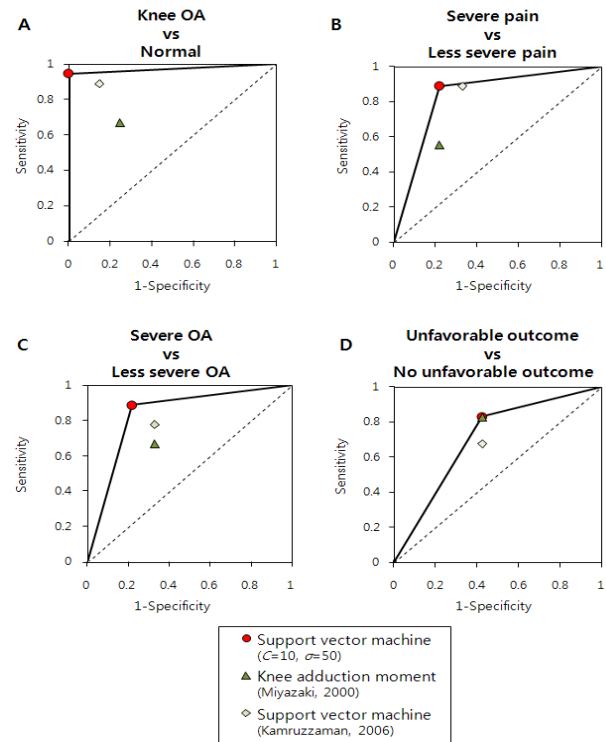 A
Knee OA
vs
Normal
Sensitivity
1
0.8
0.6
0.4
0.2
0
0 0.2 0.4 0.6 0.8 1
1-Specificity
B
Severe pain
vs
Less severe pain
Sensitivity
1
0.8
0.6
0.4
0.2
0
0 0.2 0.4 0.6 0.8 1
1-Specificity
C
Severe OA
vs
Less severe OA
Sensitivity
1
0.8
0.6
0.4
0.2
0
0 0.2 0.4 0.6 0.8 1
1-Specificity
D
Unfavorable outcome
vs
No unfavorable outcome
Sensitivity
1
0.8
0.6
0.4
0.2
0
0 0.2 0.4 0.6 0.8 1
1-Specificity
Support vector machine
(C=10, σ=50)
Knee adduction moment
(Miyazaki, 2000)
Support vector machine
(Kamruzzaman, 2006)